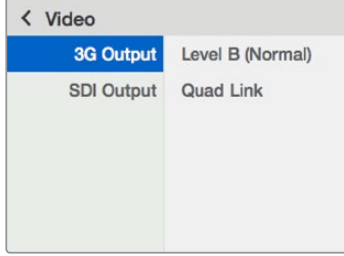 < Video
3G Output Level B (Normal)
SDI Output Quad Link